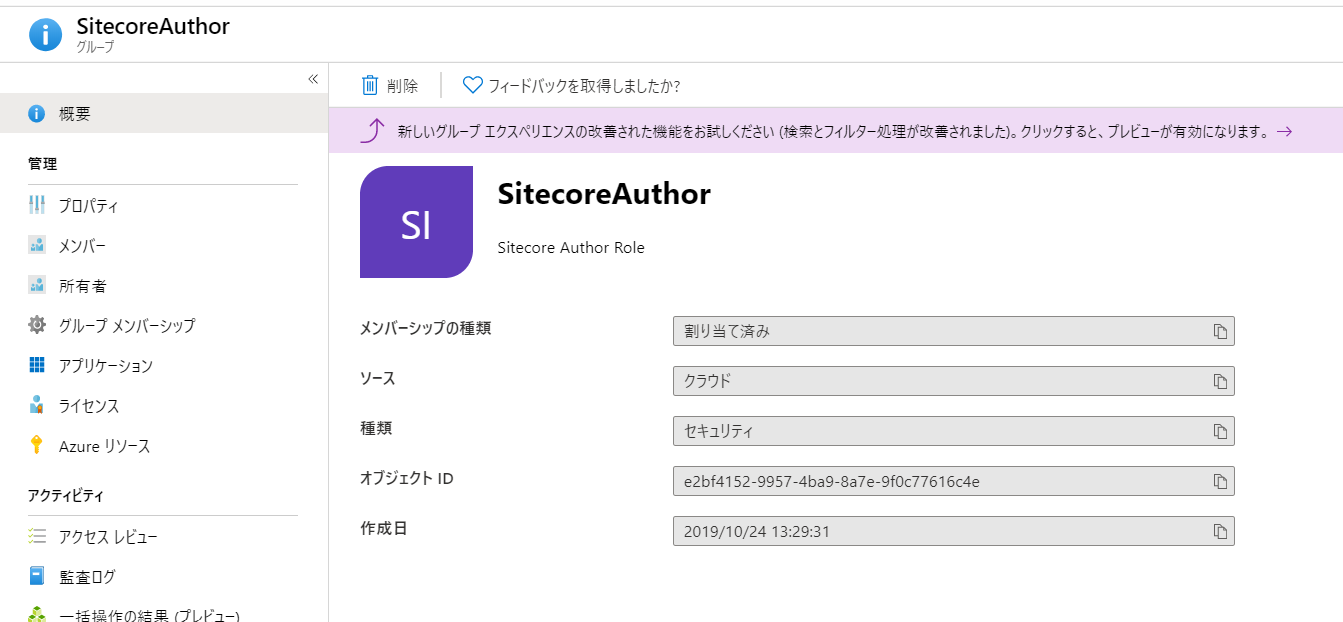 SitecoreAuthor
グループ
«
概要
管理
プロパティ
メンバー
所有者
グループ メンバーシップ
アプリケーション
ライセンス
Azure リソース
アクティビティ
アクセス レビュー
監査ログ
一括操作の結果 (プレビュー)
削除
フィードバックを取得しましたか?
新しいグループ エクスペリエンスの改善された機能をお試しください (検索とフィルター処理が改善されました)。クリックすると、プレビューが有効になります。 →
SI
SitecoreAuthor
Sitecore Author Role
メンバーシップの種類
割り当て済み
ソース
クラウド
種類
セキュリティ
オブジェクト ID
e2bf4152-9957-4ba9-8a7e-9f0c77616c4e
作成日
2019/10/24 13:29:31